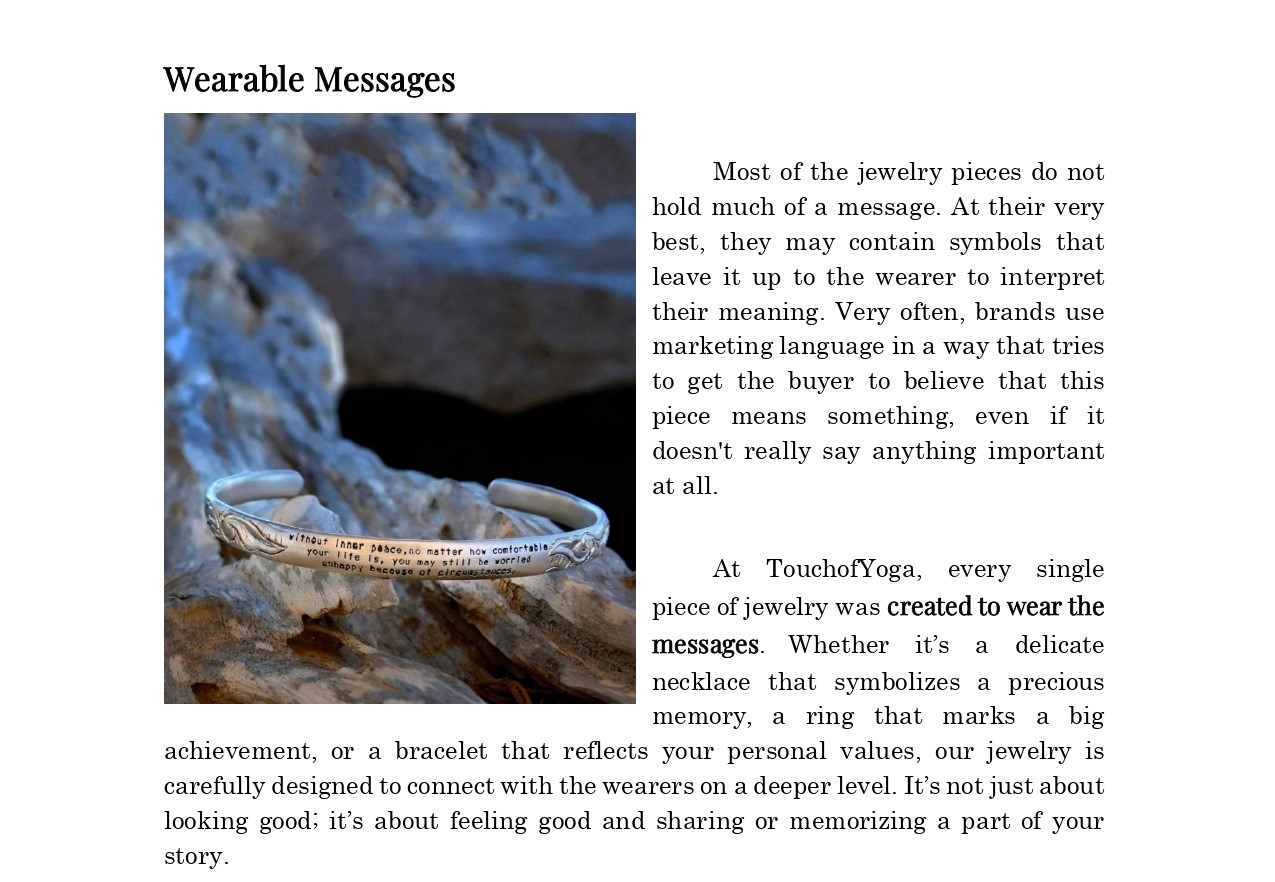 Wearable Messages
without inner peace,no matter how comfortable
your life is, you may still be worried
unhappy because of circumstances.
Most of the jewelry pieces do not
hold much of a message. At their very
best, they may contain symbols that
leave it up to the wearer to interpret
their meaning. Very often, brands use
marketing language in a way that tries
to get the buyer to believe that this
piece means something, even if it
doesn't really say anything important
at all.
At TouchofYoga, every single
piece of jewelry was created to wear the
messages. Whether it’s a delicate
necklace that symbolizes a precious
memory, a ring that marks a big
achievement, or a bracelet that reflects your personal values, our jewelry is
carefully designed to connect with the wearers on a deeper level. It’s not just about
looking good; it’s about feeling good and sharing or memorizing a part of your
story.